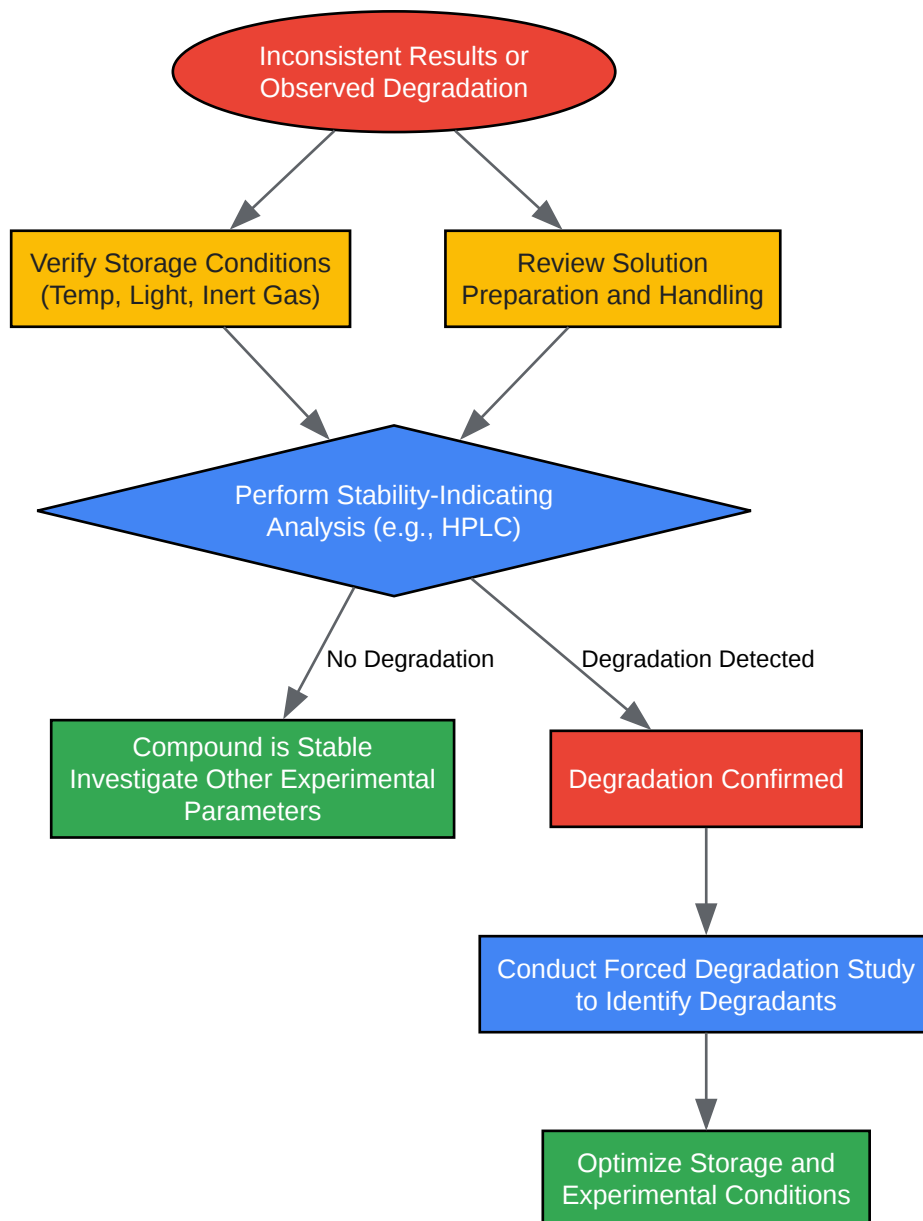 Inconsistent Results or
Observed Degradation
Verify Storage Conditions
(Temp, Light, Inert Gas)
Review Solution
Preparation and Handling
Perform Stability-Indicating
Analysis (e.g., HPLC)
No Degradation
Degradation Detected
Compound is Stable
Investigate Other Experimental
Parameters
Degradation Confirmed
Conduct Forced Degradation Study
to Identify Degradants
Optimize Storage and
Experimental Conditions